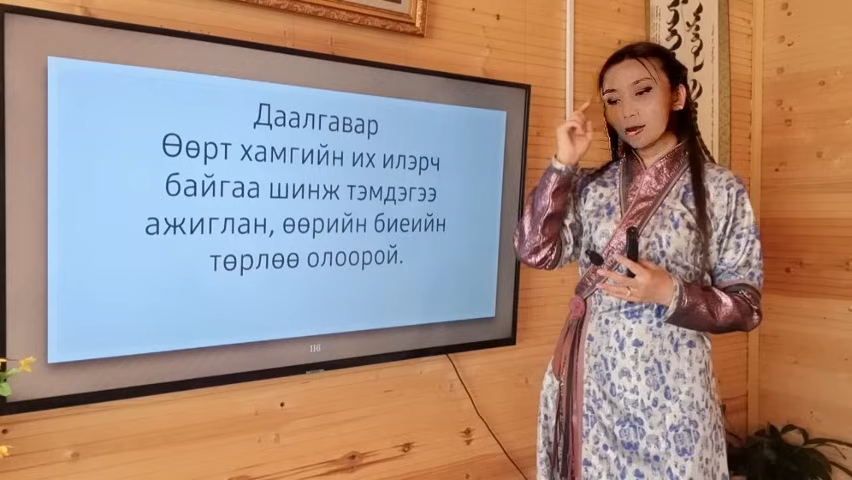 Даалгавар
Өөрт хамгийн их илэрч
байгаа шинж тэмдэгээ
ажиглан, өөрийн биеийн
төрлөө олоорой.